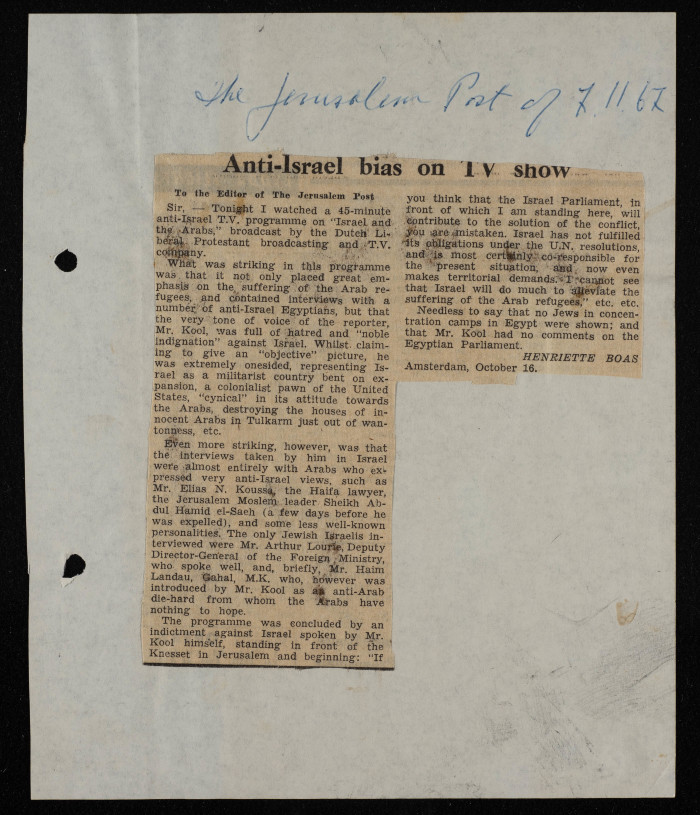 The Jerusalem Post of 7.11.67
Anti-Israel bias on TV show
To the Editor of The Jerusalem Post
Sir, — Tonight I watched a 45-minute
anti-Israel T.V. programme on "Israel and
the Arabs," broadcast by the Dutch Li-
beral Protestant broadcasting and T.V.
company.
What was striking in this programme
was that it not only placed great em-
phasis on the suffering of the Arab re-
fugees, and contained interviews with a
number of anti-Israel Egyptians, but that
the very tone of voice of the reporter,
Mr. Kool, was full of hatred and "noble
indignation" against Israel. Whilst claim-
ing to give an "objective" picture, he
was extremely onesided, representing Is-
rael as a militarist country bent on ex-
pansion, a colonialist pawn of the United
States, "cynical" in its attitude towards
the Arabs, destroying the houses of in-
nocent Arabs in Tulkarm just out of wan-
tonness, etc.
Even more striking, however, was that
the interviews taken by him in Israel
were almost entirely with Arabs who ex-
pressed very anti-Israel views, such as
Mr. Elias N. Koussa, the Haifa lawyer,
the Jerusalem Moslem leader Sheikh Ab-
dul Hamid el-Saeh (a few days before he
was expelled), and some less well-known
personalities. The only Jewish Israelis in-
terviewed were Mr. Arthur Lourie, Deputy
Director-General of the Foreign Ministry,
who spoke well, and, briefly, Mr. Haim
Landau, Gahal, M.K. who, however was
introduced by Mr. Kool as an anti-Arab
die-hard from whom the Arabs have
nothing to hope.
The programme was concluded by an
indictment against Israel spoken by Mr.
Kool himself, standing in front of the
Knesset in Jerusalem and beginning: "If
you think that the Israel Parliament, in
front of which I am standing here, will
contribute to the solution of the conflict,
you are mistaken. Israel has not fulfilled
its obligations under the U.N. resolutions,
and is most certainly co-responsible for
the present situation, and now even
makes territorial demands. I cannot see
that Israel will do much to alleviate the
suffering of the Arab refugees," etc. etc.
Needless to say that no Jews in concen-
tration camps in Egypt were shown; and
that Mr. Kool had no comments on the
Egyptian Parliament.
HENRIETTE BOAS
Amsterdam, October 16.